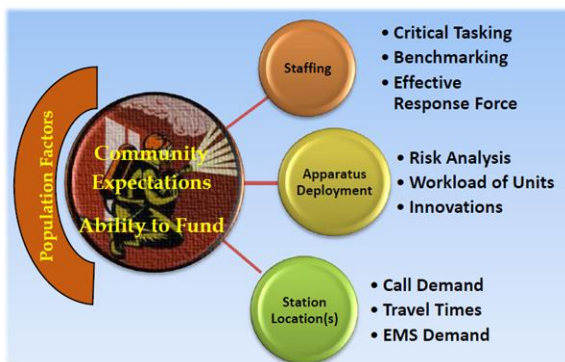 Population Factors
Community
Expectations
Ability to Fund
Staffing
• Critical Tasking
• Benchmarking
• Effective
Response Force
Apparatus
Deployment
• Risk Analysis
• Workload of Units
• Innovations
Station
Location(s)
• Call Demand
• Travel Times
• EMS Demand